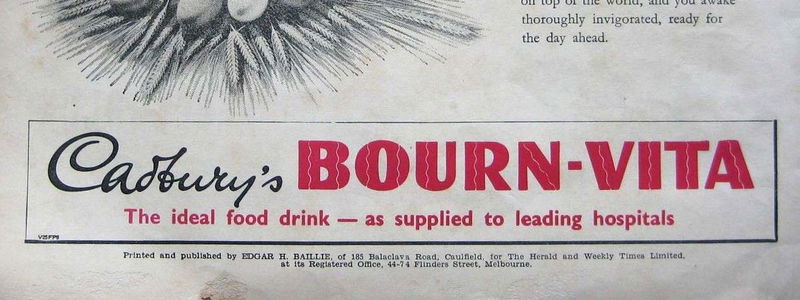 on top of the world, and you awake
thoroughly invigorated, ready for
the day ahead.
Cadbury's BOURN-VITA
The ideal food drink — as supplied to leading hospitals
V25FP8
Printed and published by EDGAR H. BAILLIE, of 185 Balaclava Road, Caulfield, for The Herald and Weekly Times Limited,
at its Registered Office, 44-74 Flinders Street, Melbourne.